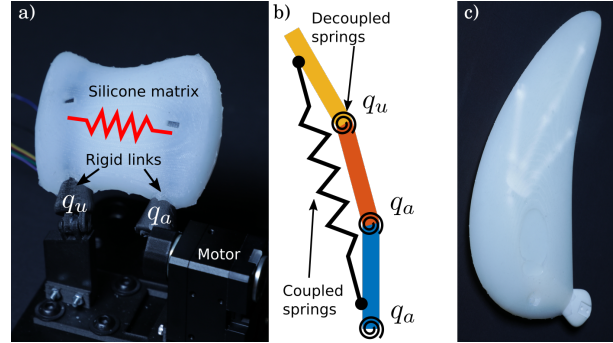 a)
Silicone matrix
Rigid links
q_u
q_a
Motor
b)
Decoupled
springs
q_u
q_a
Coupled
springs
q_a
c)